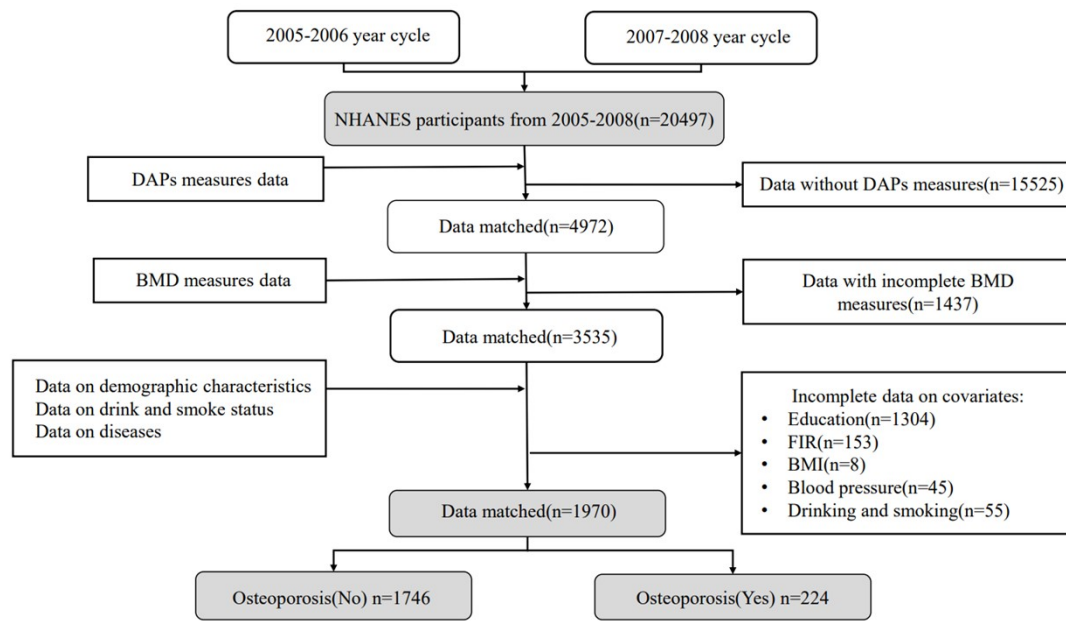 2005-2006 year cycle
2007-2008 year cycle
NHANES participants from 2005-2008(n=20497)
DAPs measures data
Data without DAPs measures(n=15525)
Data matched(n=4972)
BMD measures data
Data with incomplete BMD
measures(n=1437)
Data matched(n=3535)
Data on demographic characteristics
Data on drink and smoke status
Data on diseases
Incomplete data on covariates:
• Education(n=1304)
• FIR(n=153)
• BMI(n=8)
• Blood pressure(n=45)
• Drinking and smoking(n=55)
Data matched(n=1970)
Osteoporosis(No) n=1746
Osteoporosis(Yes) n=224